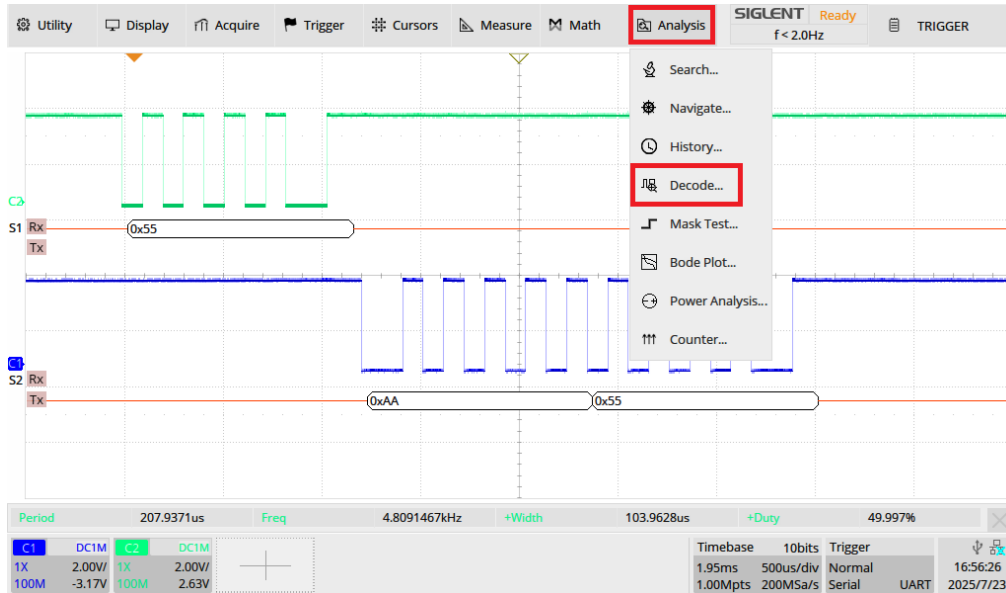 Utility Display Acquire Trigger Cursors Measure Math Analysis SIGLENT Ready TRIGGER
f < 2.0Hz
Search...
Navigate...
History...
Decode...
Mask Test...
Bode Plot...
Power Analysis...
Counter...
C2
S1 Rx 0x55
Tx
C1
S2 Rx
Tx 0xAA 0x55
Period 207.9371us Freq 4.8091467kHz +Width 103.9628us +Duty 49.997%
C1 DC1M C2 DC1M Timebase 10bits Trigger
1X 2.00V/ 1X 2.00V/ 1.95ms 500us/div Normal 16:56:26
100M -3.17V 100M 2.63V 1.00Mpts 200MSa/s Serial UART 2025/7/23